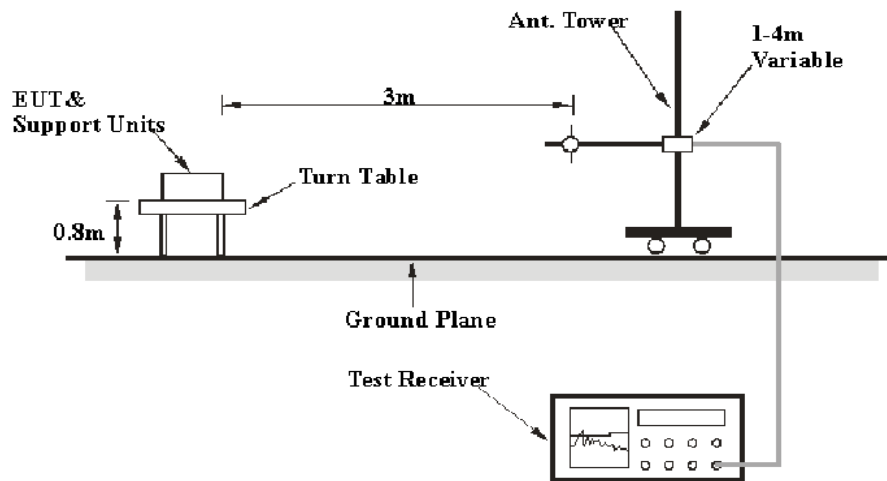 Ant. Tower
1-4m
Variable
3m
EUT&
Support Units
Turn Table
0.8m
Ground Plane
Test Receiver